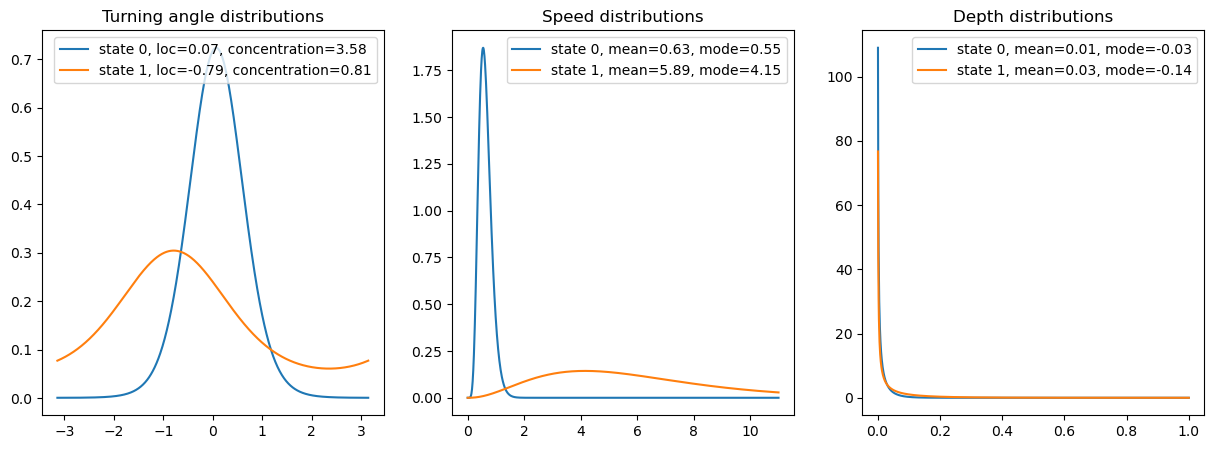 Turning angle distributions
state 0, loc=0.07, concentration=3.58
state 1, loc=-0.79, concentration=0.81
0.7
0.6
0.5
0.4
0.3
0.2
0.1
0.0
−3 −2 −1 0 1 2 3
Speed distributions
state 0, mean=0.63, mode=0.55
state 1, mean=5.89, mode=4.15
1.75
1.50
1.25
1.00
0.75
0.50
0.25
0.00
0 2 4 6 8 10
Depth distributions
state 0, mean=0.01, mode=-0.03
state 1, mean=0.03, mode=-0.14
100
80
60
40
20
0
0.0 0.2 0.4 0.6 0.8 1.0